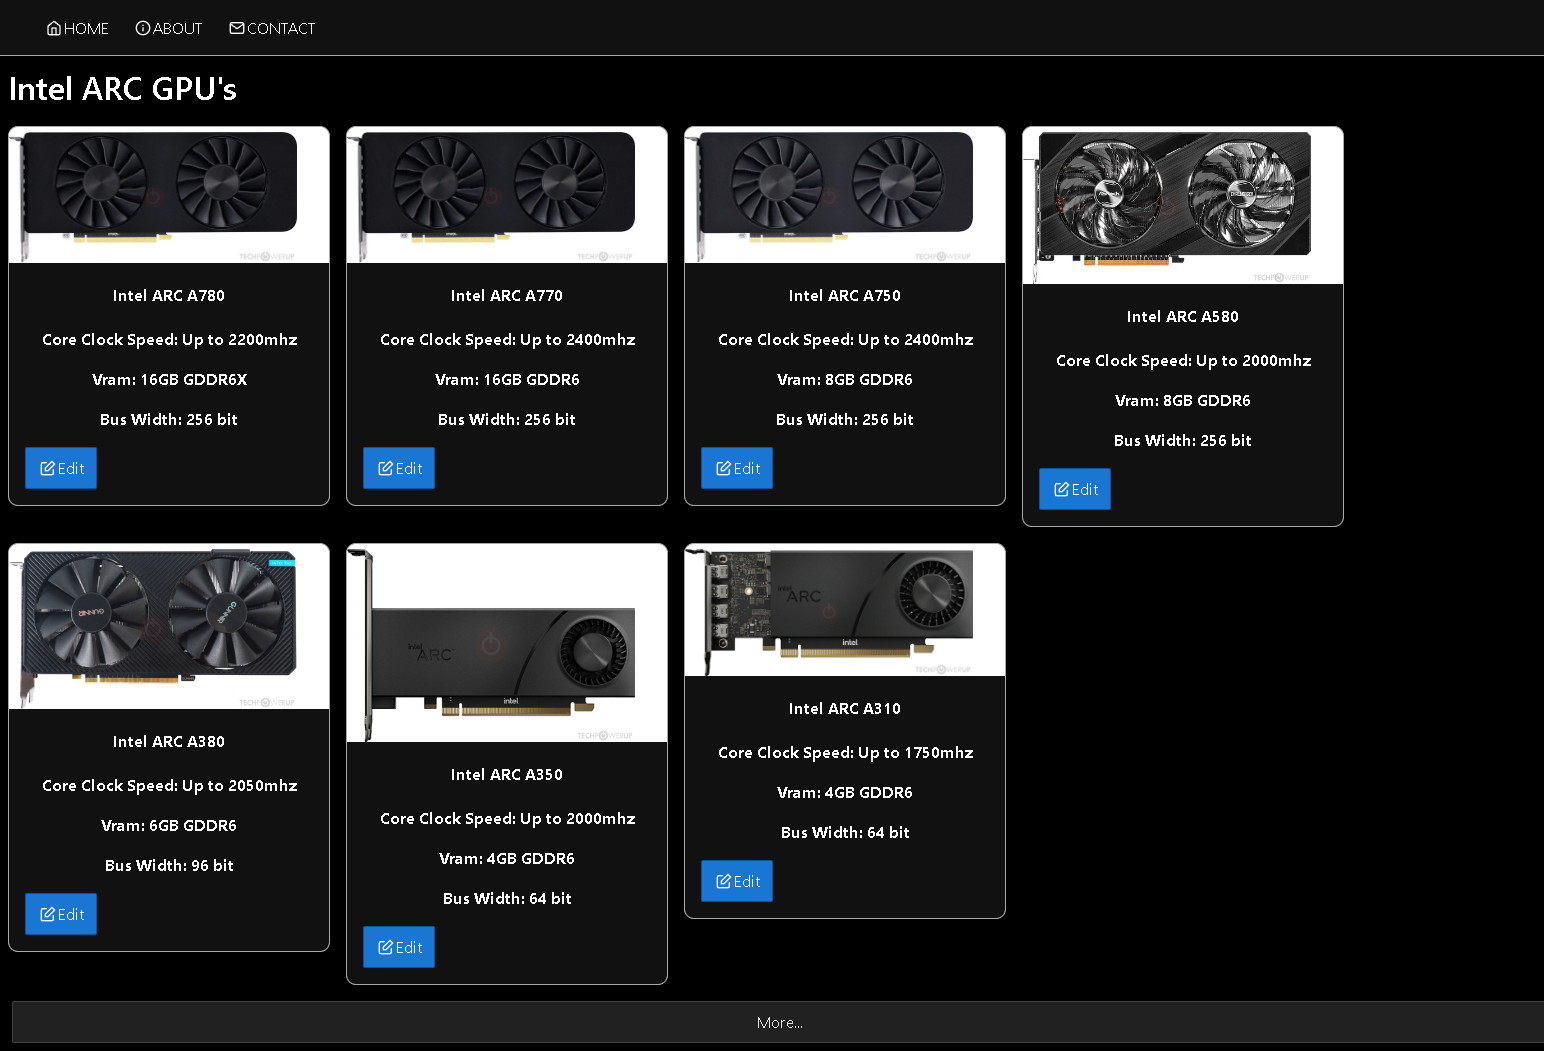 HOME ABOUT CONTACT
Intel ARC GPU's
TECHPOWERUP
Intel ARC A780
Core Clock Speed: Up to 2200mhz
Vram: 16GB GDDR6X
Bus Width: 256 bit
Edit
TECHPOWERUP
Intel ARC A770
Core Clock Speed: Up to 2400mhz
Vram: 16GB GDDR6
Bus Width: 256 bit
Edit
TECHPOWERUP
Intel ARC A750
Core Clock Speed: Up to 2400mhz
Vram: 8GB GDDR6
Bus Width: 256 bit
Edit
TECHPOWERUP
Intel ARC A580
Core Clock Speed: Up to 2000mhz
Vram: 8GB GDDR6
Bus Width: 256 bit
Edit
GUNNIR
GUNNIR
TECHPOWERUP
Intel ARC A380
Core Clock Speed: Up to 2050mhz
Vram: 6GB GDDR6
Bus Width: 96 bit
Edit
intel
ARC
intel
TECHPOWERUP
Intel ARC A350
Core Clock Speed: Up to 2000mhz
Vram: 4GB GDDR6
Bus Width: 64 bit
Edit
intel
ARC
intel
TECHPOWERUP
Intel ARC A310
Core Clock Speed: Up to 1750mhz
Vram: 4GB GDDR6
Bus Width: 64 bit
Edit
More...